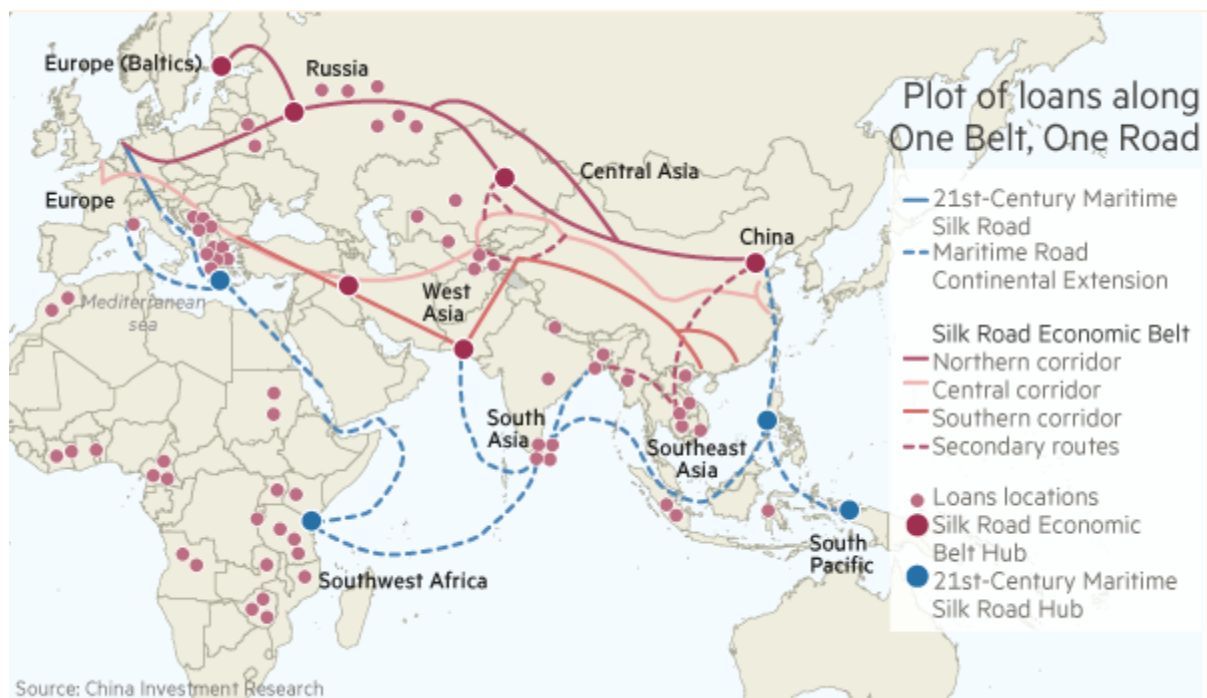 Europe (Baltics)
Russia
Plot of loans along
One Belt, One Road
Central Asia
Europe
21st-Century Maritime
Silk Road
Maritime Road
Continental Extension
China
Mediterranean
sea
West
Asia
Silk Road Economic Belt
Northern corridor
Central corridor
Southern corridor
Secondary routes
South
Asia
Southeast
Asia
Loans locations
Silk Road Economic
Belt Hub
21st-Century Maritime
Silk Road Hub
South
Pacific
Southwest Africa
Source: China Investment Research